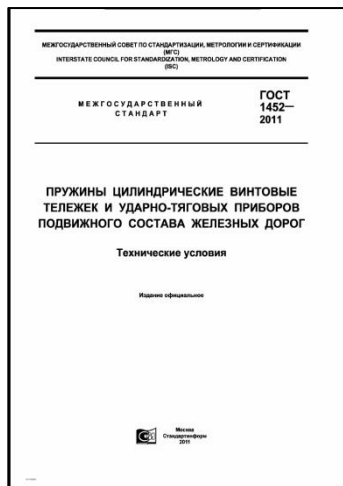 МЕЖГОСУДАРСТВЕННЫЙ СОВЕТ ПО СТАНДАРТИЗАЦИИ, МЕТРОЛОГИИ И СЕРТИФИКАЦИИ
(МГС)
INTERSTATE COUNCIL FOR STANDARDIZATION, METROLOGY AND CERTIFICATION
(ISC)
МЕЖГОСУДАРСТВЕННЫЙ
СТАНДАРТ
ГОСТ
1452—
2011
ПРУЖИНЫ ЦИЛИНДРИЧЕСКИЕ ВИНТОВЫЕ
ТЕЛЕЖЕК И УДАРНО-ТЯГОВЫХ ПРИБОРОВ
ПОДВИЖНОГО СОСТАВА ЖЕЛЕЗНЫХ ДОРОГ
Технические условия
Издание официальное
Москва
Стандартинформ
2011